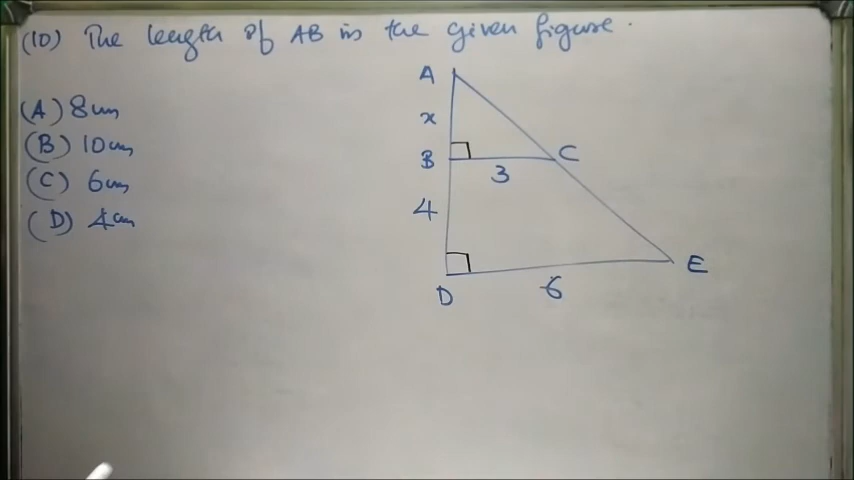 (10) The length of AB in the given figure.
(A) 8cm
(B) 10cm
(C) 6cm
(D) 4cm
A
x
B
C
3
4
E
D
6